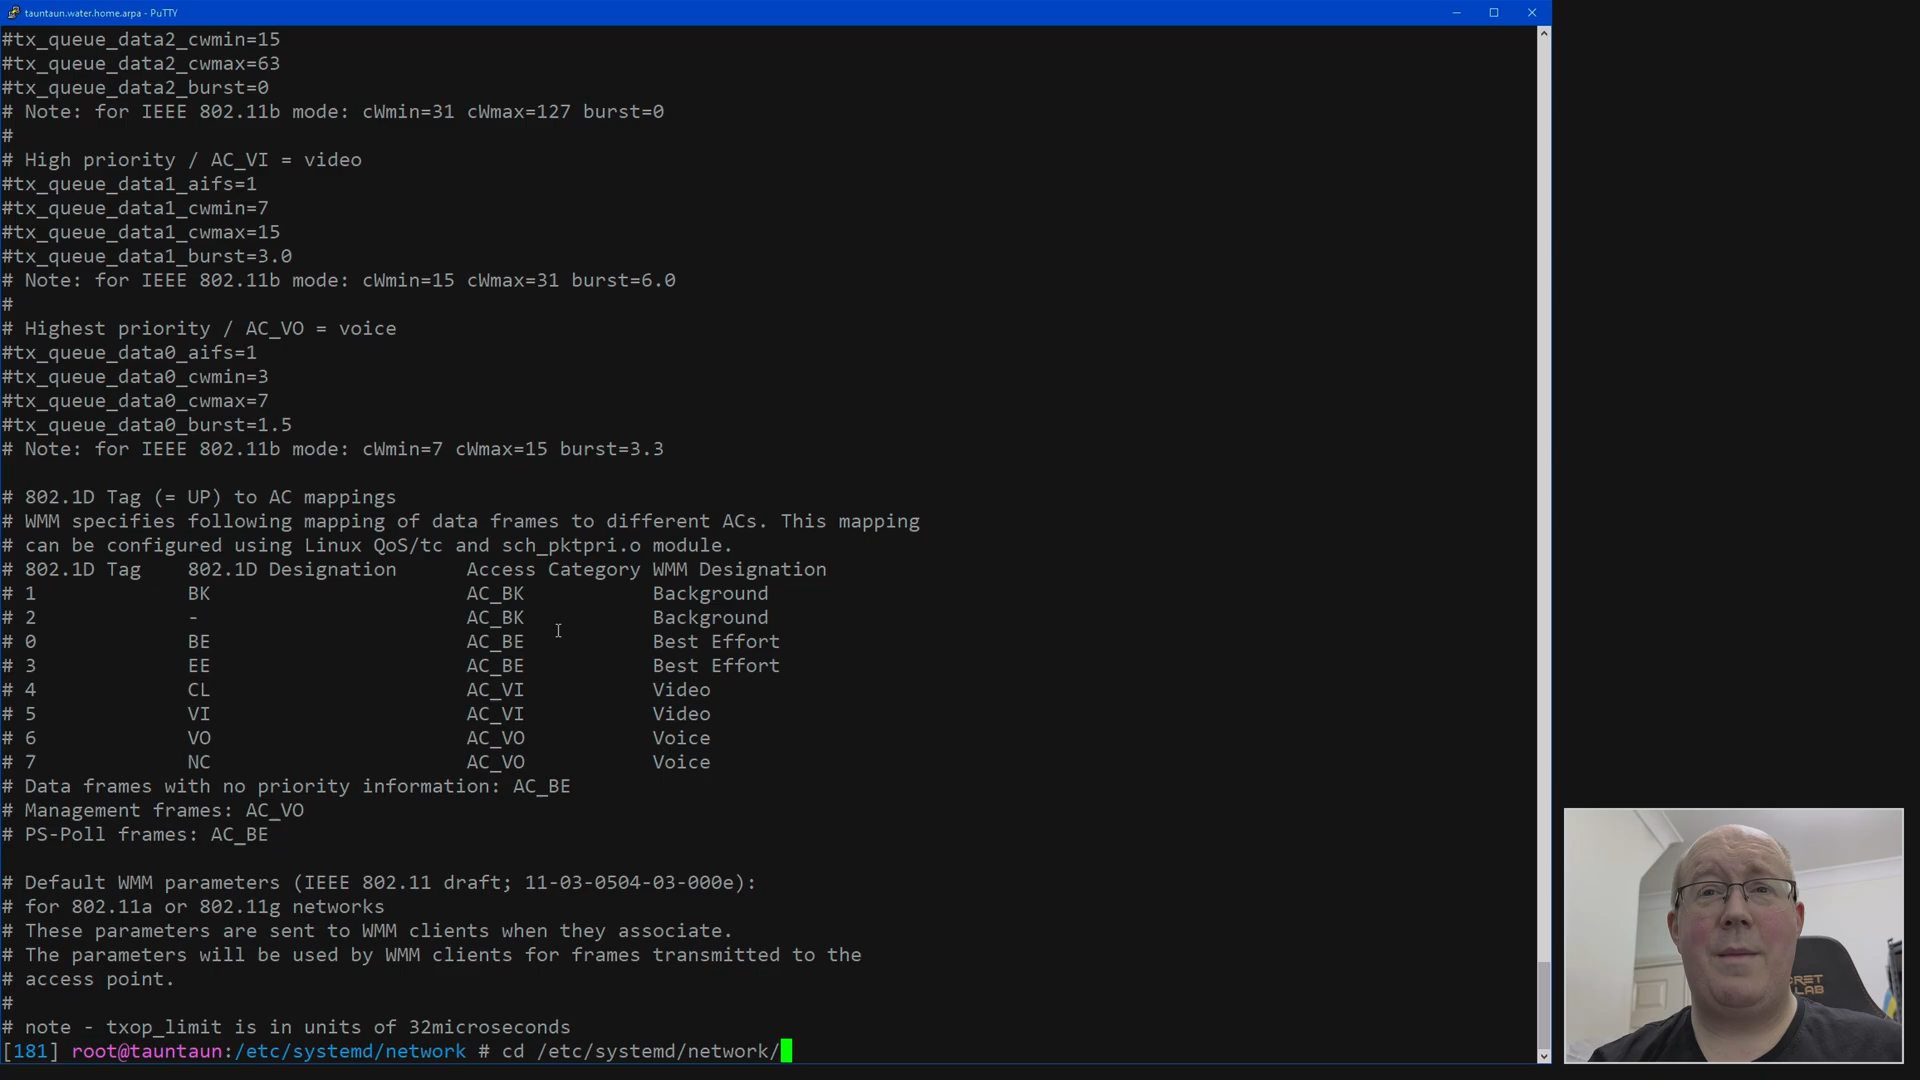 tauntaun.water.home.arpa - PuTTY
#tx_queue_data2_cwmin=15
#tx_queue_data2_cwmax=63
#tx_queue_data2_burst=0
# Note: for IEEE 802.11b mode: cWmin=31 cWmax=127 burst=0
#
# High priority / AC_VI = video
#tx_queue_data1_aifs=1
#tx_queue_data1_cwmin=7
#tx_queue_data1_cwmax=15
#tx_queue_data1_burst=3.0
# Note: for IEEE 802.11b mode: cWmin=15 cWmax=31 burst=6.0
#
# Highest priority / AC_VO = voice
#tx_queue_data0_aifs=1
#tx_queue_data0_cwmin=3
#tx_queue_data0_cwmax=7
#tx_queue_data0_burst=1.5
# Note: for IEEE 802.11b mode: cWmin=7 cWmax=15 burst=3.3
# 802.1D Tag (= UP) to AC mappings
# WMM specifies following mapping of data frames to different ACs. This mapping
# can be configured using Linux QoS/tc and sch_pktpri.o module.
# 802.1D Tag 802.1D Designation Access Category WMM Designation
# 1 BK AC_BK Background
# 2 - AC_BK Background
# 0 BE AC_BE Best Effort
# 3 EE AC_BE Best Effort
# 4 CL AC_VI Video
# 5 VI AC_VI Video
# 6 VO AC_VO Voice
# 7 NC AC_VO Voice
# Data frames with no priority information: AC_BE
# Management frames: AC_VO
# PS-Poll frames: AC_BE
# Default WMM parameters (IEEE 802.11 draft; 11-03-0504-03-000e):
# for 802.11a or 802.11g networks
# These parameters are sent to WMM clients when they associate.
# The parameters will be used by WMM clients for frames transmitted to the
# access point.
#
# note - txop_limit is in units of 32microseconds
[181] root@tauntaun:/etc/systemd/network # cd /etc/systemd/network/